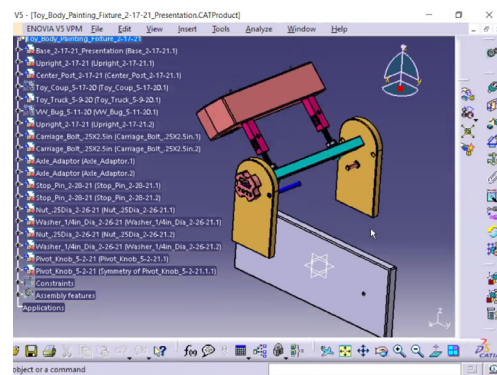 V5 - [Toy_Body_Painting_Fixture_2-17-21_Presentation.CATProduct]
ENOVIA V5 VPM File Edit View Insert Tools Analyze Window Help
Toy_Body_Painting_Fixture_2-17-21
Base_2-17-21_Presentation (Base_2-17-21.1)
Upright_2-17-21 (Upright_2-17-21.1)
Center_Post_2-17-21 (Center_Post_2-17-21.1)
Toy_Coup_5-17-20 (Toy_Coup_5-17-20.1)
Toy_Truck_5-9-20 (Toy_Truck_5-9-20.1)
VW_Bug_5-11-20 (VW_Bug_5-11-20.1)
Upright_2-17-21 (Upright_2-17-21.2)
Carriage_Bolt_.25X2.5in (Carriage_Bolt_.25X2.5in.1)
Carriage_Bolt_.25X2.5in (Carriage_Bolt_.25X2.5in.2)
Axle_Adaptor (Axle_Adaptor.1)
Axle_Adaptor (Axle_Adaptor.2)
Stop_Pin_2-28-21 (Stop_Pin_2-28-21.1)
Stop_Pin_2-28-21 (Stop_Pin_2-28-21.2)
Nut_.25Dia_2-26-21 (Nut_.25Dia_2-26-21.1)
Washer_1/4in_Dia_2-26-21 (Washer_1/4in_Dia_2-26-21.1)
Nut_.25Dia_2-26-21 (Nut_.25Dia_2-26-21.2)
Washer_1/4in_Dia_2-26-21 (Washer_1/4in_Dia_2-26-21.2)
Pivot_Knob_5-2-21 (Pivot_Knob_5-2-21.1)
Pivot_Knob_5-2-21 (Symmetry of Pivot_Knob_5-2-21.1.1)
Constraints
Assembly features
Applications
f(x)
CATIA
object or a command